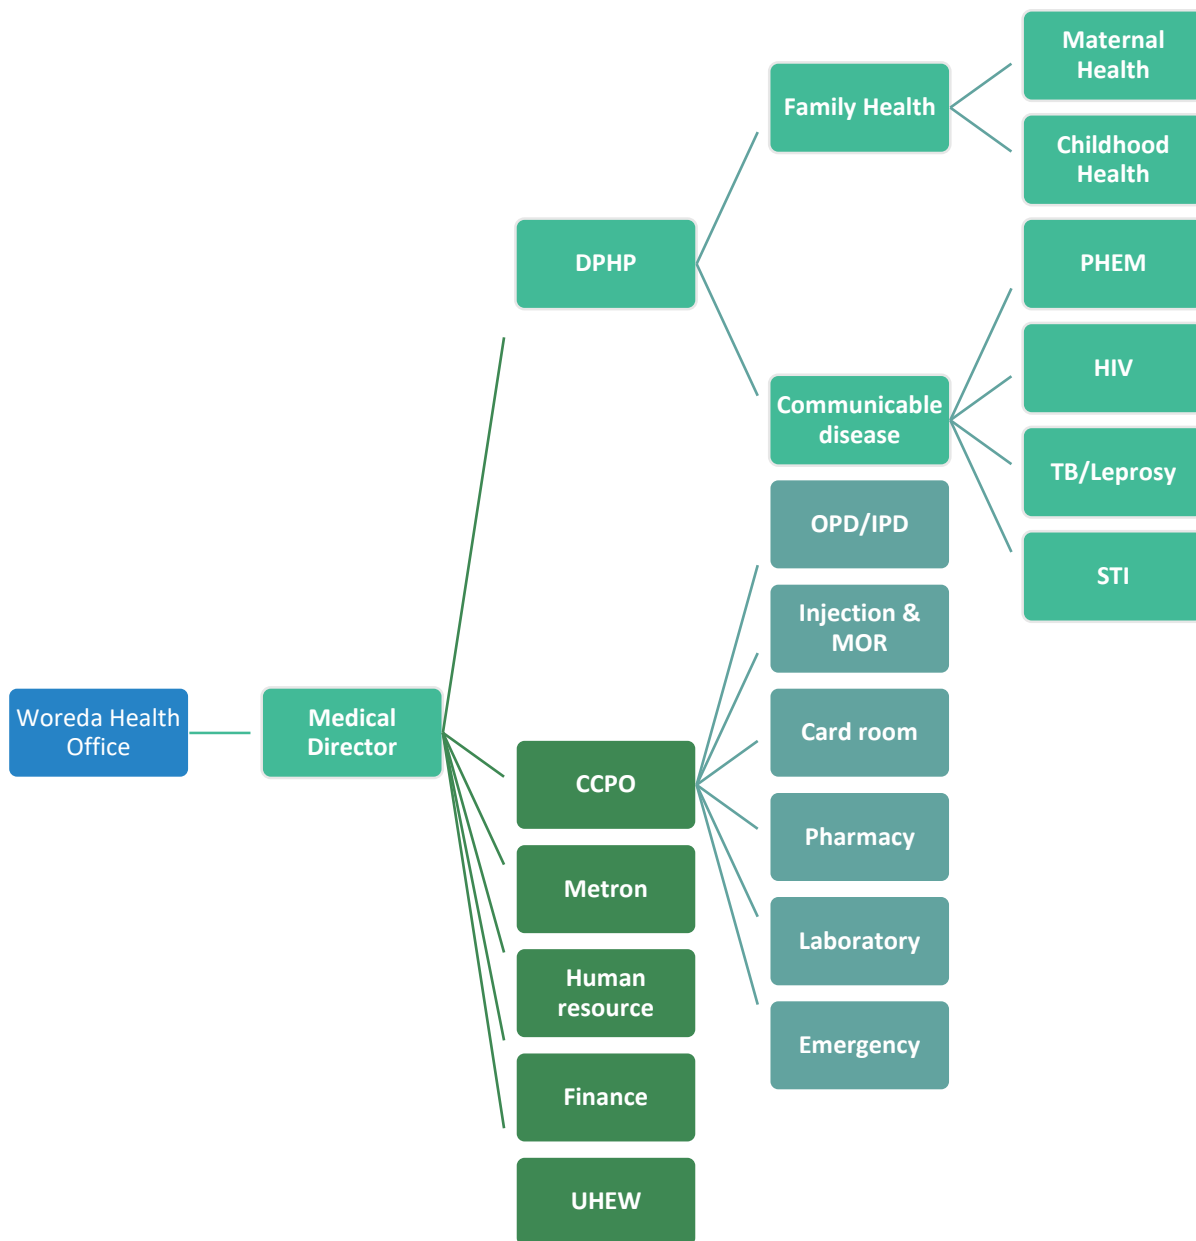 Woreda Health
Office
Medical
Director
DPHP
CCPO
Metron
Human
resource
Finance
UHEW
Family Health
Communicable
disease
OPD/IPD
Injection &
MOR
Card room
Pharmacy
Laboratory
Emergency
Maternal
Health
Childhood
Health
PHEM
HIV
TB/Leprosy
STI